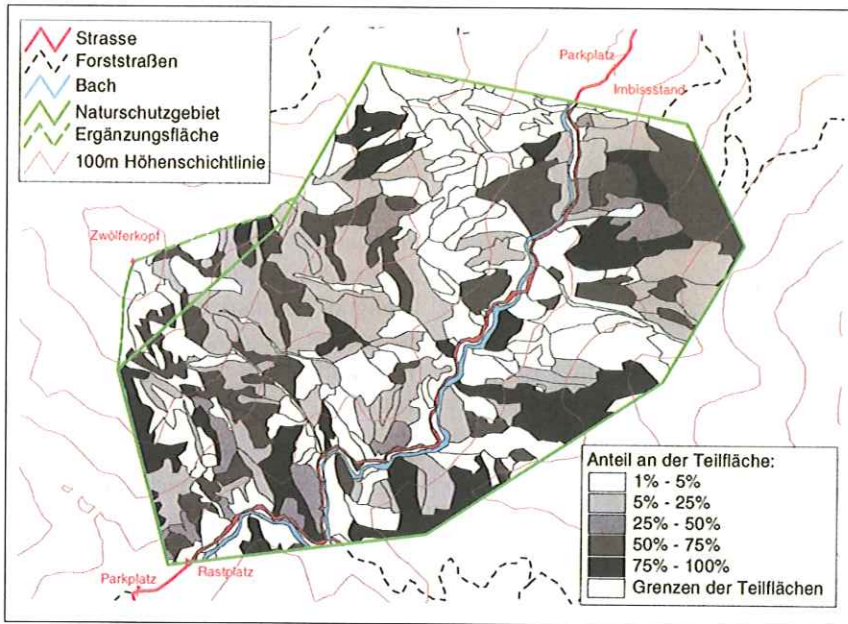 Strasse
Forststraßen
Bach
Naturschutzgebiet
Ergänzungsfläche
100m Höhenschichtlinie
Parkplatz
Imbissstand
Zwölferkopf
Anteil an der Teilfläche:
1% - 5%
5% - 25%
25% - 50%
50% - 75%
75% - 100%
Grenzen der Teilflächen
Parkplatz
Rastplatz